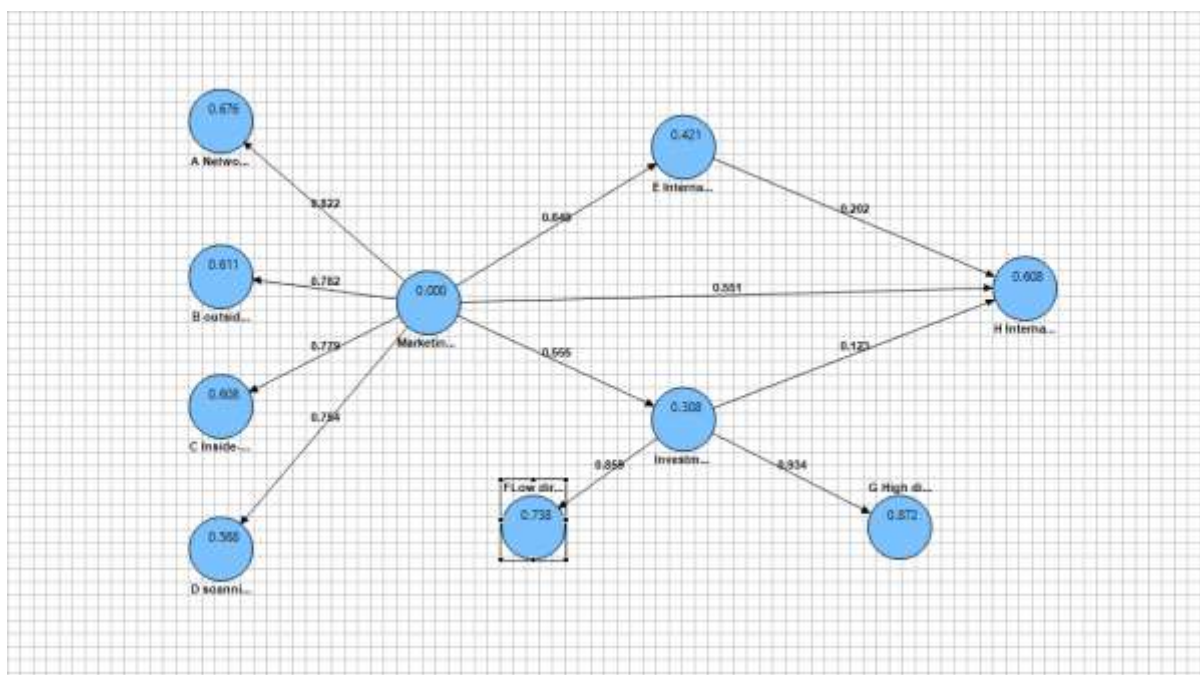 0.676
A Netwo...
0.421
E Interna...
0.822
0.649
0.202
0.611
B outsid...
0.782
0.000
Marketin...
0.551
0.608
H Interna...
0.779
0.555
0.123
0.608
C Inside-...
0.754
0.308
Investm...
0.859
0.934
FLow dir...
0.738
G High di...
0.872
0.568
D scanni...